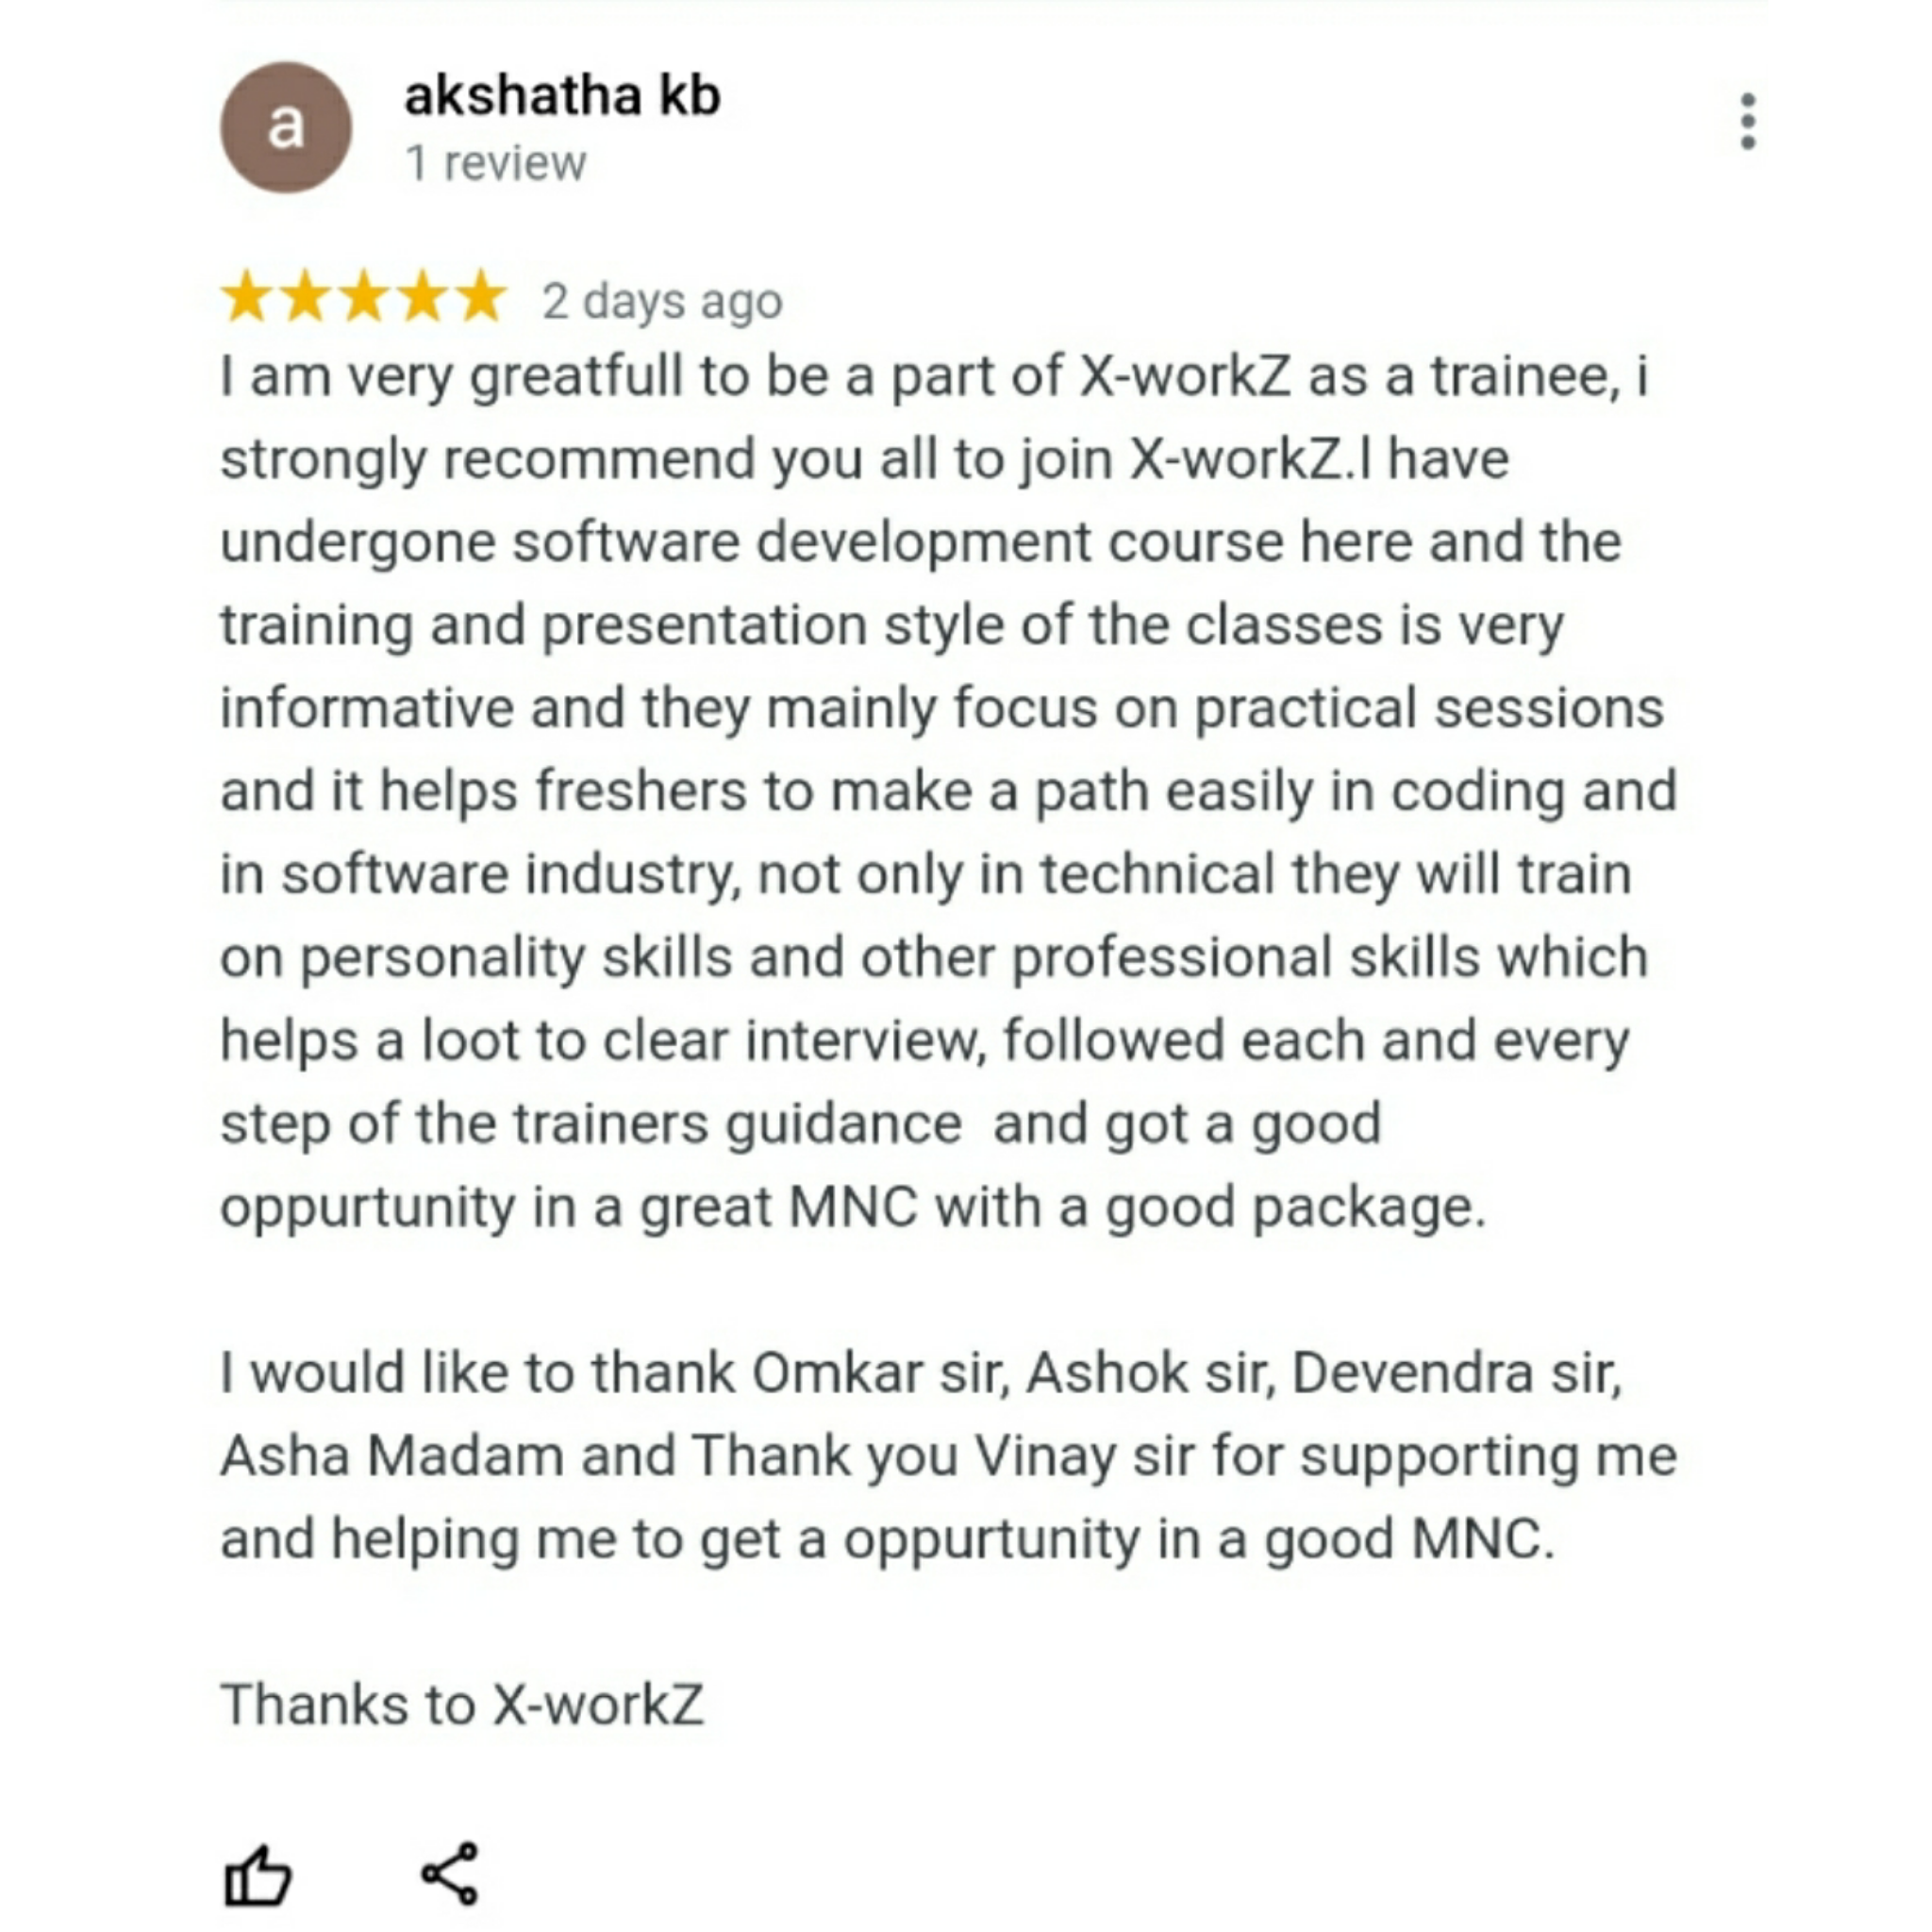 a
akshatha kb
1 review
2 days ago
I am very greatfull to be a part of X-workZ as a trainee, i
strongly recommend you all to join X-workZ.I have
undergone software development course here and the
training and presentation style of the classes is very
informative and they mainly focus on practical sessions
and it helps freshers to make a path easily in coding and
in software industry, not only in technical they will train
on personality skills and other professional skills which
helps a loot to clear interview, followed each and every
step of the trainers guidance  and got a good
oppurtunity in a great MNC with a good package.
I would like to thank Omkar sir, Ashok sir, Devendra sir,
Asha Madam and Thank you Vinay sir for supporting me
and helping me to get a oppurtunity in a good MNC.
Thanks to X-workZ